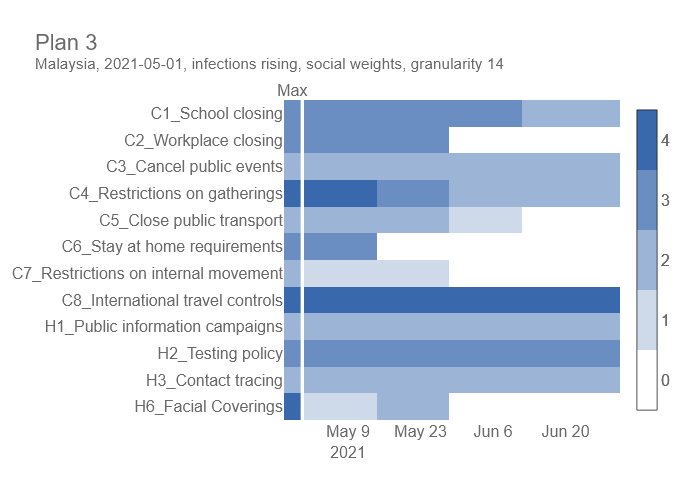 Plan 3
Malaysia, 2021-05-01, infections rising, social weights, granularity 14
Max
C1_School closing
C2_Workplace closing
C3_Cancel public events
C4_Restrictions on gatherings
C5_Close public transport
C6_Stay at home requirements
C7_Restrictions on internal movement
C8_International travel controls
H1_Public information campaigns
H2_Testing policy
H3_Contact tracing
H6_Facial Coverings
May 9 May 23 Jun 6 Jun 20
2021
4
3
2
1
0